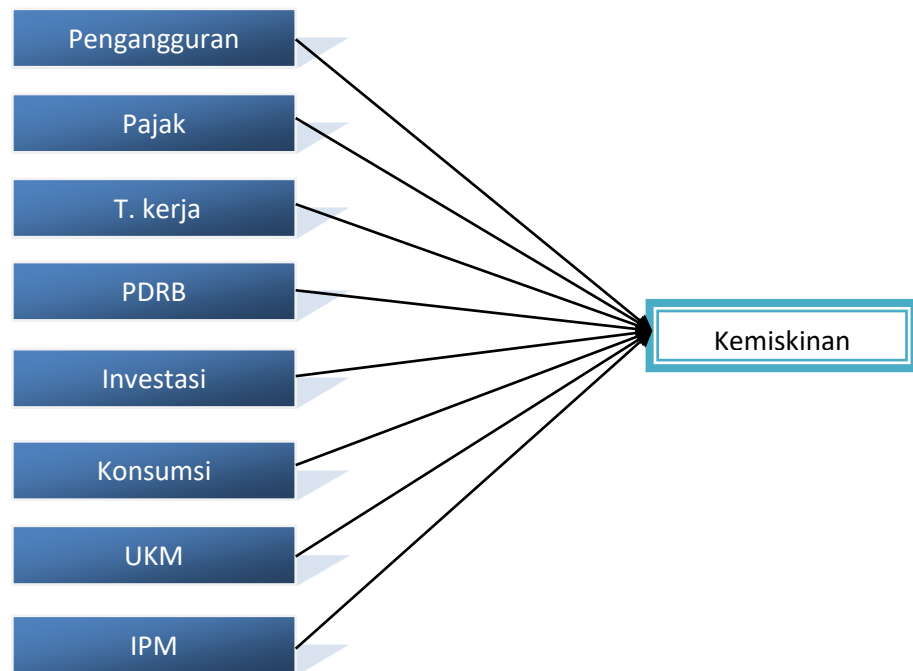 Pengangguran
Pajak
T. kerja
PDRB
Investasi
Konsumsi
UKM
IPM
Kemiskinan